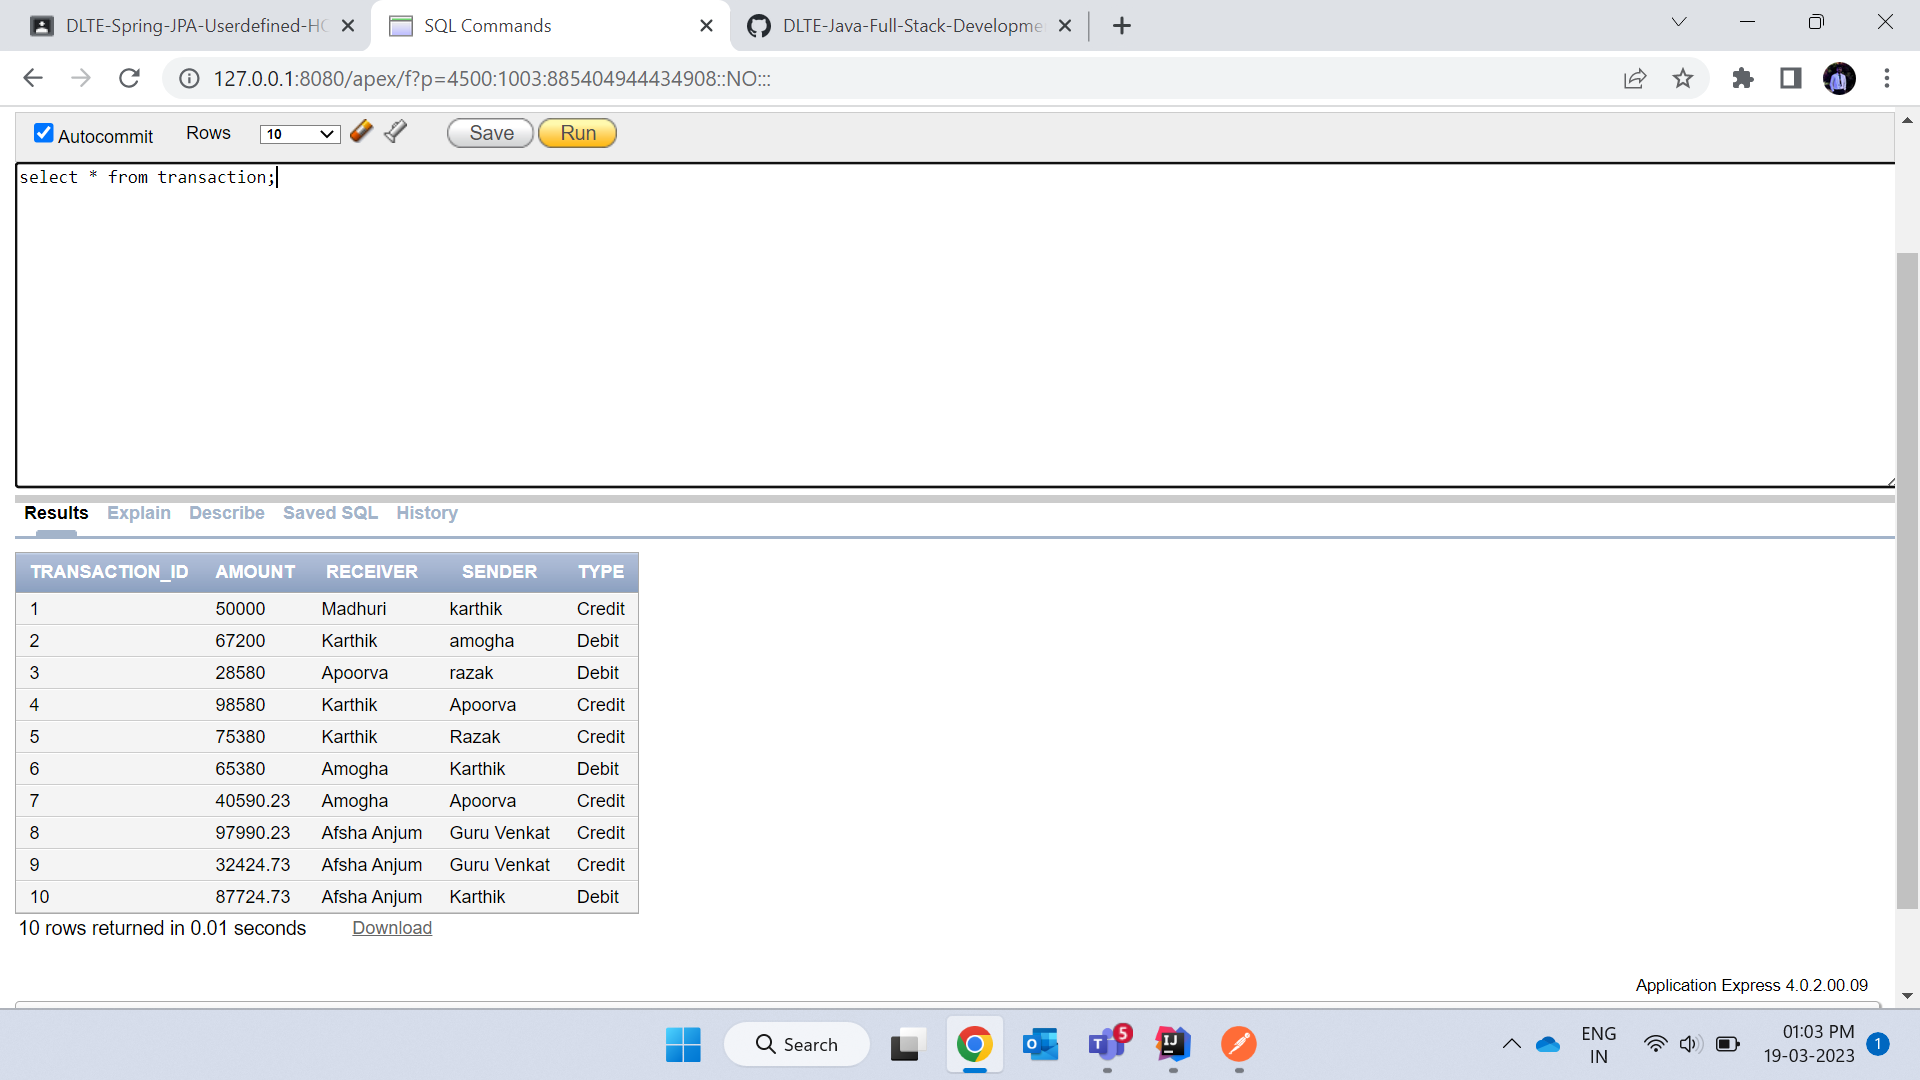 DLTE-Spring-JPA-Userdefined-HQ
SQL Commands
DLTE-Java-Full-Stack-Developme
127.0.0.1:8080/apex/f?p=4500:1003:885404944434908::NO:::
Autocommit Rows 10 Save Run
select * from transaction;
Results Explain Describe Saved SQL History
TRANSACTION_ID AMOUNT RECEIVER SENDER TYPE
1 50000 Madhuri karthik Credit
2 67200 Karthik amogha Debit
3 28580 Apoorva razak Debit
4 98580 Karthik Apoorva Credit
5 75380 Karthik Razak Credit
6 65380 Amogha Karthik Debit
7 40590.23 Amogha Apoorva Credit
8 97990.23 Afsha Anjum Guru Venkat Credit
9 32424.73 Afsha Anjum Guru Venkat Credit
10 87724.73 Afsha Anjum Karthik Debit
10 rows returned in 0.01 seconds Download
Application Express 4.0.2.00.09
Search
5
ENG
IN
01:03 PM
19-03-2023
1